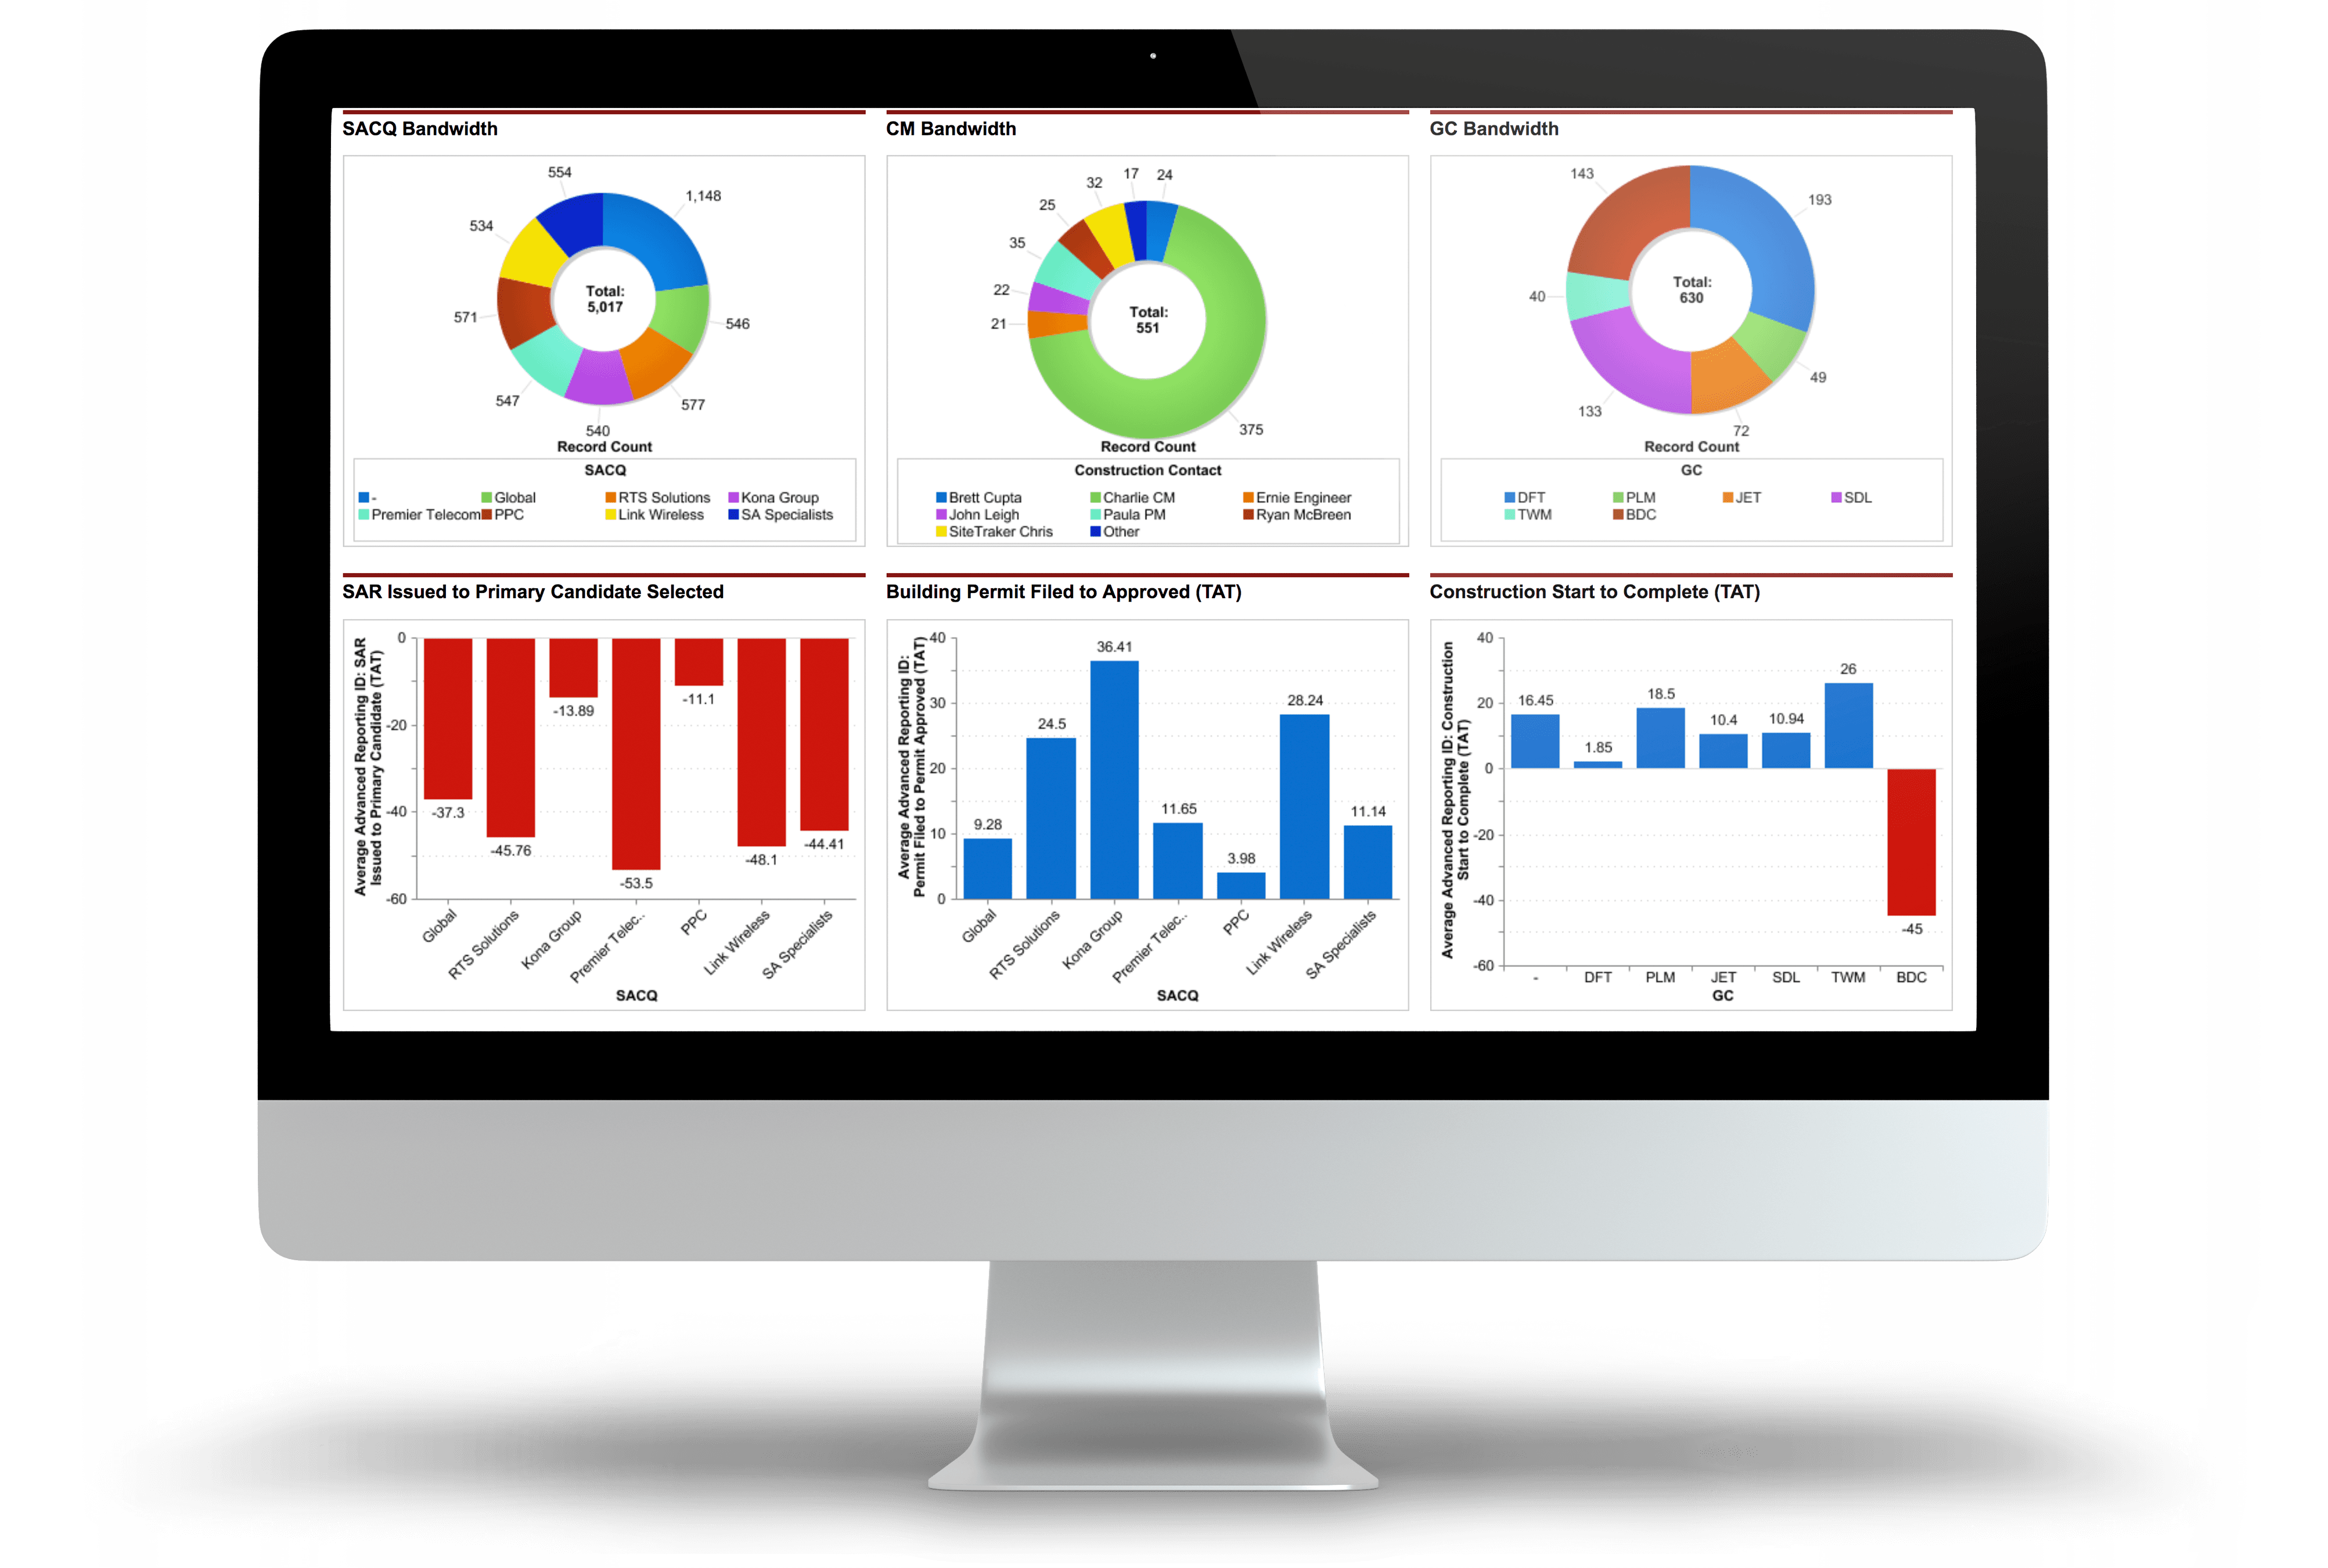 SACQ Bandwidth
554
1,148
534
Total:
5,017
571
546
547
577
540
Record Count
SACQ
-
Global
RTS Solutions
Kona Group
Premier Telecom
PPC
Link Wireless
SA Specialists
CM Bandwidth
17
24
32
25
35
22
21
Total:
551
375
Record Count
Construction Contact
Brett Cupta
Charlie CM
Ernie Engineer
John Leigh
Paula PM
Ryan McBreen
SiteTraker Chris
Other
GC Bandwidth
143
193
40
Total:
630
49
133
72
Record Count
GC
DFT
PLM
JET
SDL
TWM
BDC
SAR Issued to Primary Candidate Selected
Average Advanced Reporting ID: SAR
Issued to Primary Candidate (TAT)
0
-20
-40
-60
-37.3
-45.76
-13.89
-53.5
-11.1
-48.1
-44.41
Global
RTS Solutions
Kona Group
Premier Telec..
PPC
Link Wireless
SA Specialists
SACQ
Building Permit Filed to Approved (TAT)
Average Advanced Reporting ID:
Permit Filed to Permit Approved (TAT)
40
30
20
10
0
9.28
24.5
36.41
11.65
3.98
28.24
11.14
Global
RTS Solutions
Kona Group
Premier Telec..
PPC
Link Wireless
SA Specialists
SACQ
Construction Start to Complete (TAT)
Average Advanced Reporting ID: Construction
Start to Complete (TAT)
40
20
0
-20
-40
-60
16.45
1.85
18.5
10.4
10.94
26
-45
-
DFT
PLM
JET
SDL
TWM
BDC
GC